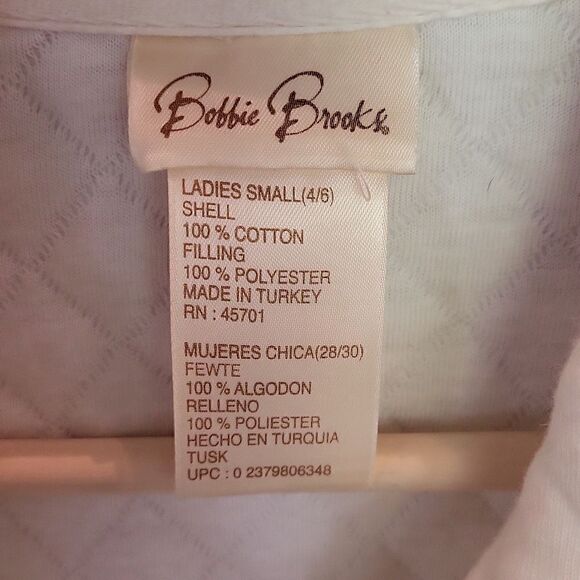 Bobbie Brooks
LADIES SMALL(4/6)
SHELL
100 % COTTON
FILLING
100 % POLYESTER
MADE IN TURKEY
RN : 45701
MUJERES CHICA(28/30)
FEWTE
100 % ALGODON
RELLENO
100 % POLIESTER
HECHO EN TURQUIA
TUSK
UPC : 0 2379806348